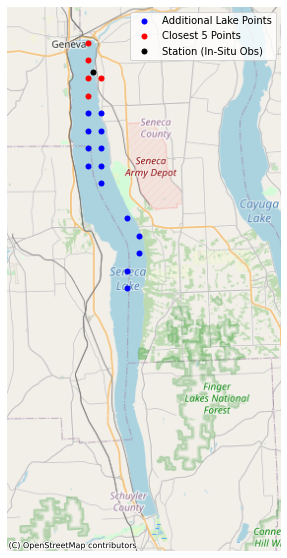 Additional Lake Points
Closest 5 Points
Station (In-Situ Obs)
Geneva
Seneca
County
Seneca
Army Depot
Cayuga
Lake
Seneca
Lake
Finger
Lakes National
Forest
Schuyler
County
Conne
Hill W
(C) OpenStreetMap contributors